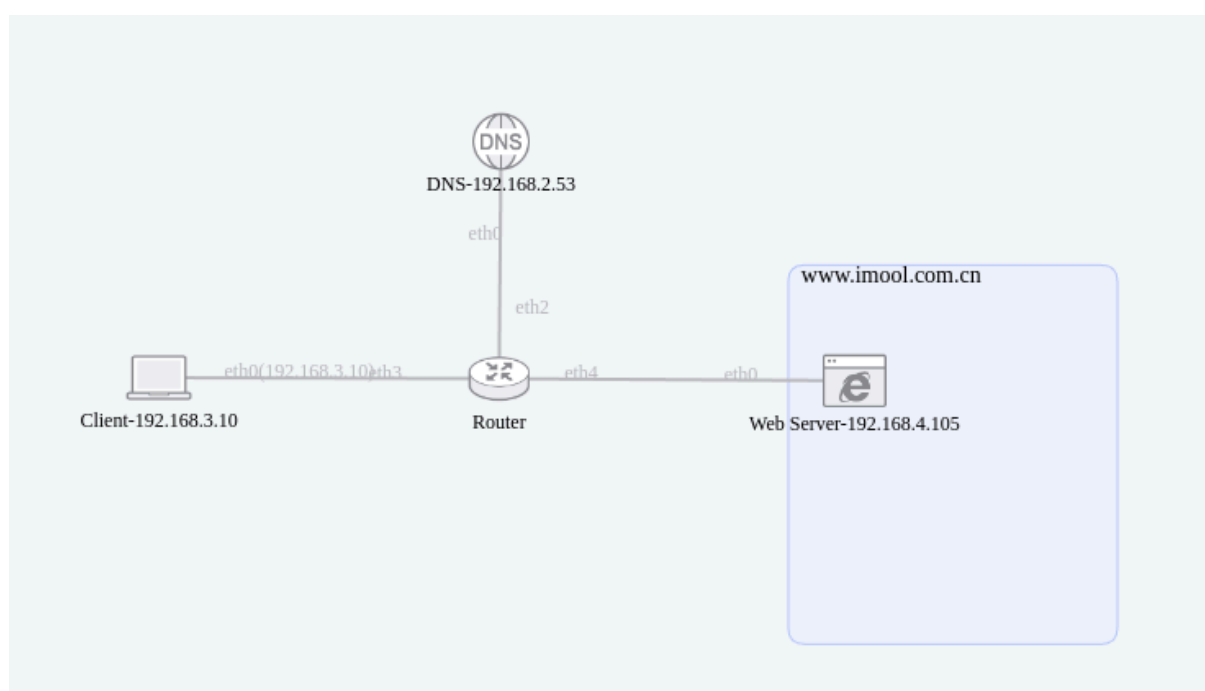 DNS
DNS-192.168.2.53
eth0
www.imool.com.cn
eth2
eth0(192.168.3.10)
eth3
eth4
eth0
Client-192.168.3.10
Router
Web Server-192.168.4.105